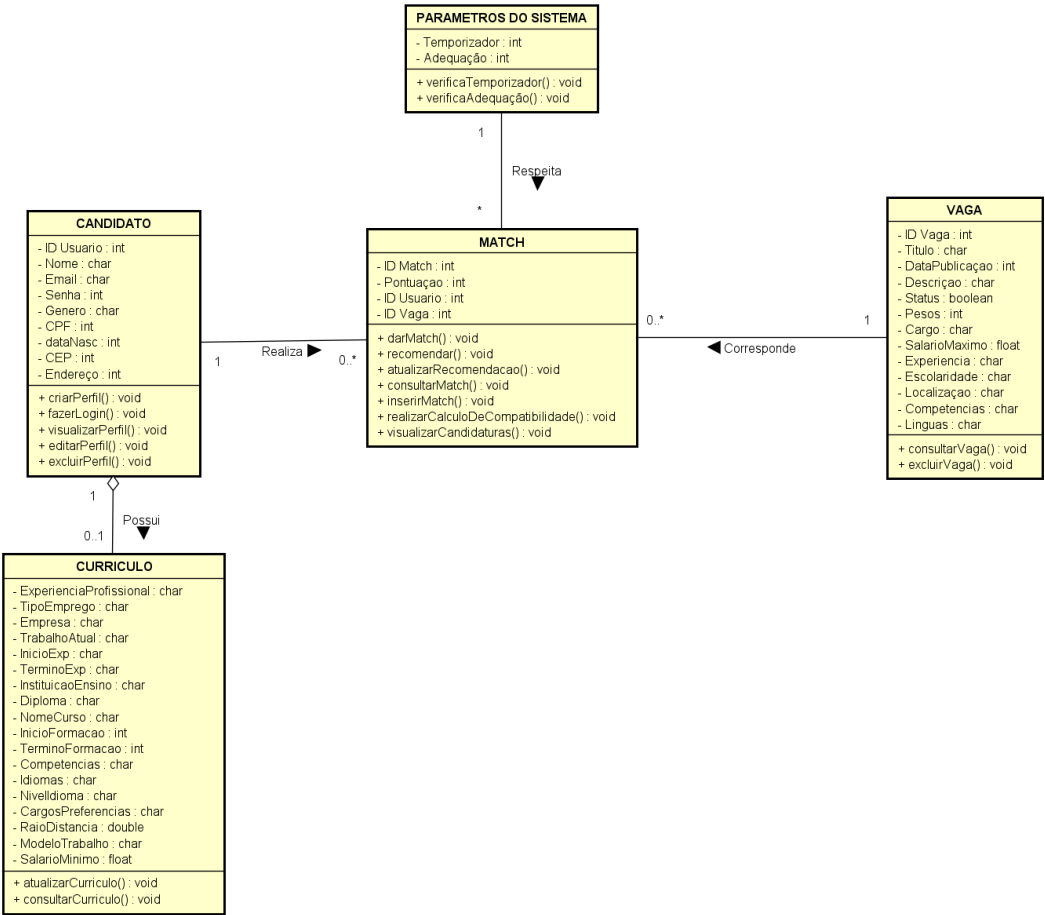 PARAMETROS DO SISTEMA
- Temporizador : int
- Adequação : int
+ verificaTemporizador() : void
+ verificaAdequação() : void
1
Respeita
*
CANDIDATO
- ID Usuario : int
- Nome : char
- Email : char
- Senha : int
- Genero : char
- CPF : int
- dataNasc : int
- CEP : int
- Endereço : int
+ criarPerfil() : void
+ fazerLogin() : void
+ visualizarPerfil() : void
+ editarPerfil() : void
+ excluirPerfil() : void
1
Realiza
0..*
MATCH
- ID Match : int
- Pontuaçao : int
- ID Usuario : int
- ID Vaga : int
+ darMatch() : void
+ recomendar() : void
+ atualizarRecomendacao() : void
+ consultarMatch() : void
+ inserirMatch() : void
+ realizarCalculoDeCompatibilidade() : void
+ visualizarCandidaturas() : void
0..*
1
Corresponde
VAGA
- ID Vaga : int
- Titulo : char
- DataPublicaçao : int
- Descriçao : char
- Status : boolean
- Pesos : int
- Cargo : char
- SalarioMaximo : float
- Experiencia : char
- Escolaridade : char
- Localizaçao : char
- Competencias : char
- Linguas : char
+ consultarVaga() : void
+ excluirVaga() : void
1
Possui
0..1
CURRICULO
- ExperienciaProfissional : char
- TipoEmprego : char
- Empresa : char
- TrabalhoAtual : char
- InicioExp : char
- TerminoExp : char
- InstituicaoEnsino : char
- Diploma : char
- NomeCurso : char
- InicioFormacao : int
- TerminoFormacao : int
- Competencias : char
- Idiomas : char
- NivelIdioma : char
- CargosPreferencias : char
- RaioDistancia : double
- ModeloTrabalho : char
- SalarioMinimo : float
+ atualizarCurriculo() : void
+ consultarCurriculo() : void